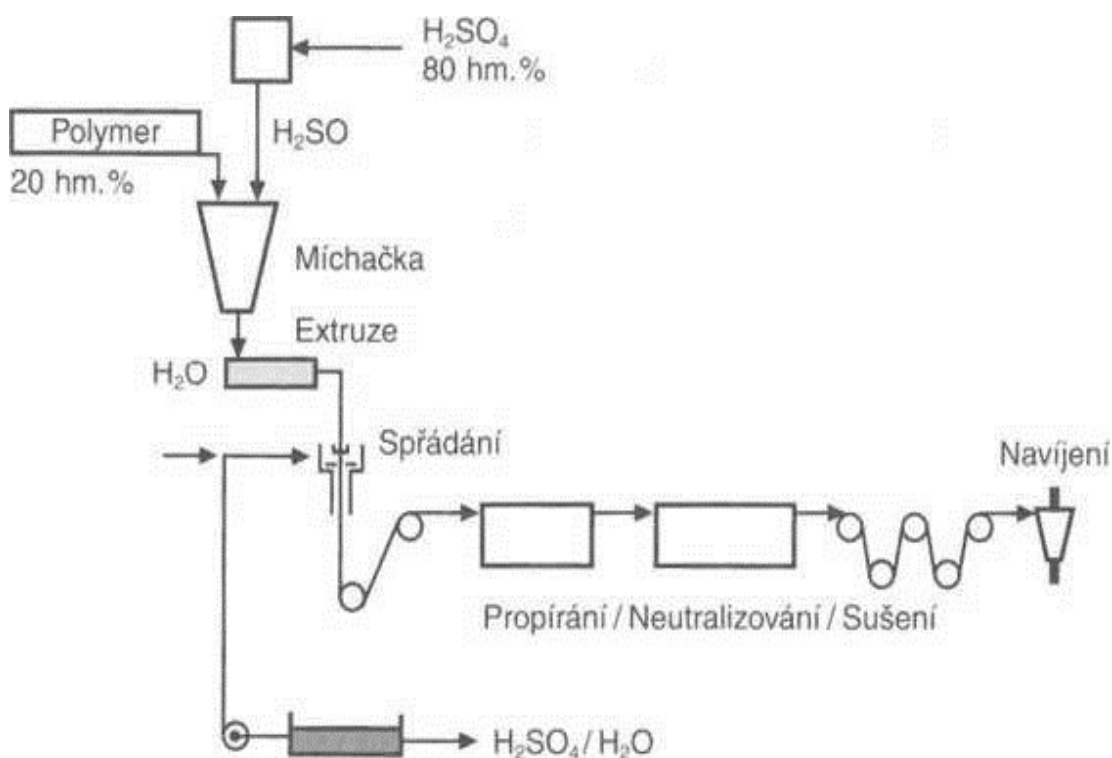 H₂SO₄
80 hm.%
Polymer
H₂SO
20 hm.%
Míchačka
Extruze
H₂O
Spřádání
Navíjení
Propírání / Neutralizování / Sušení
H₂SO₄ / H₂O